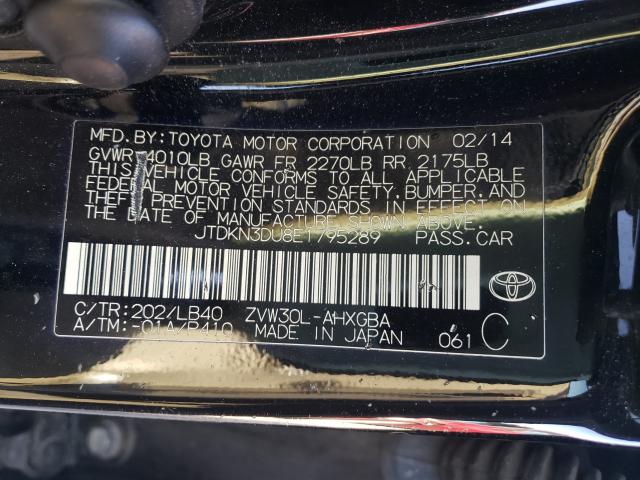 MFD. BY: TOYOTA MOTOR CORPORATION 02/14
GVWR 4010LB GAWR FR 2270LB RR 2175LB
THIS VEHICLE CONFORMS TO ALL APPLICABLE
FEDERAL MOTOR VEHICLE SAFETY, BUMPER, AND
THEFT PREVENTION STANDARDS IN EFFECT ON
THE DATE OF MANUFACTURE SHOWN ABOVE.
JTDKN3DU8E1795289 PASS. CAR
C/TR: 202/LB40 ZVW30L-AHXGBA
A/TM: -01A/P410 MADE IN JAPAN 061 C